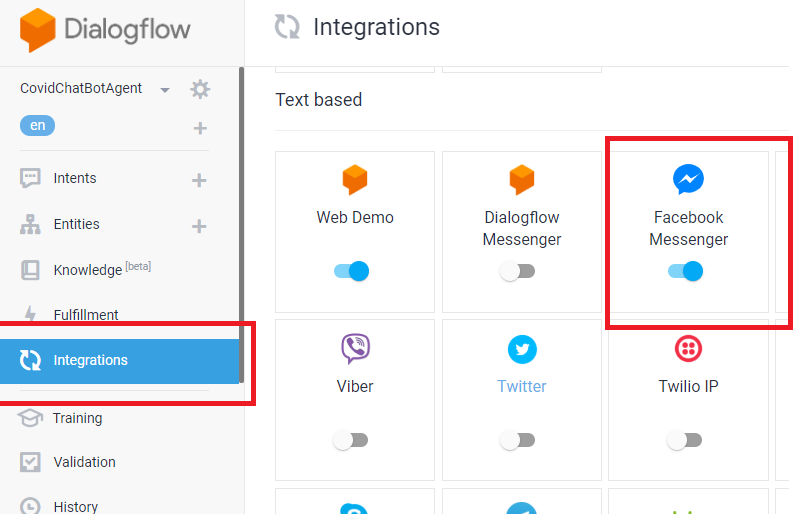 Dialogflow
Integrations
CovidChatBotAgent
en
Intents
Entities
Knowledge [beta]
Fulfillment
Integrations
Training
Validation
History
Text based
Web Demo
Dialogflow
Messenger
Facebook
Messenger
Viber
Twitter
Twilio IP